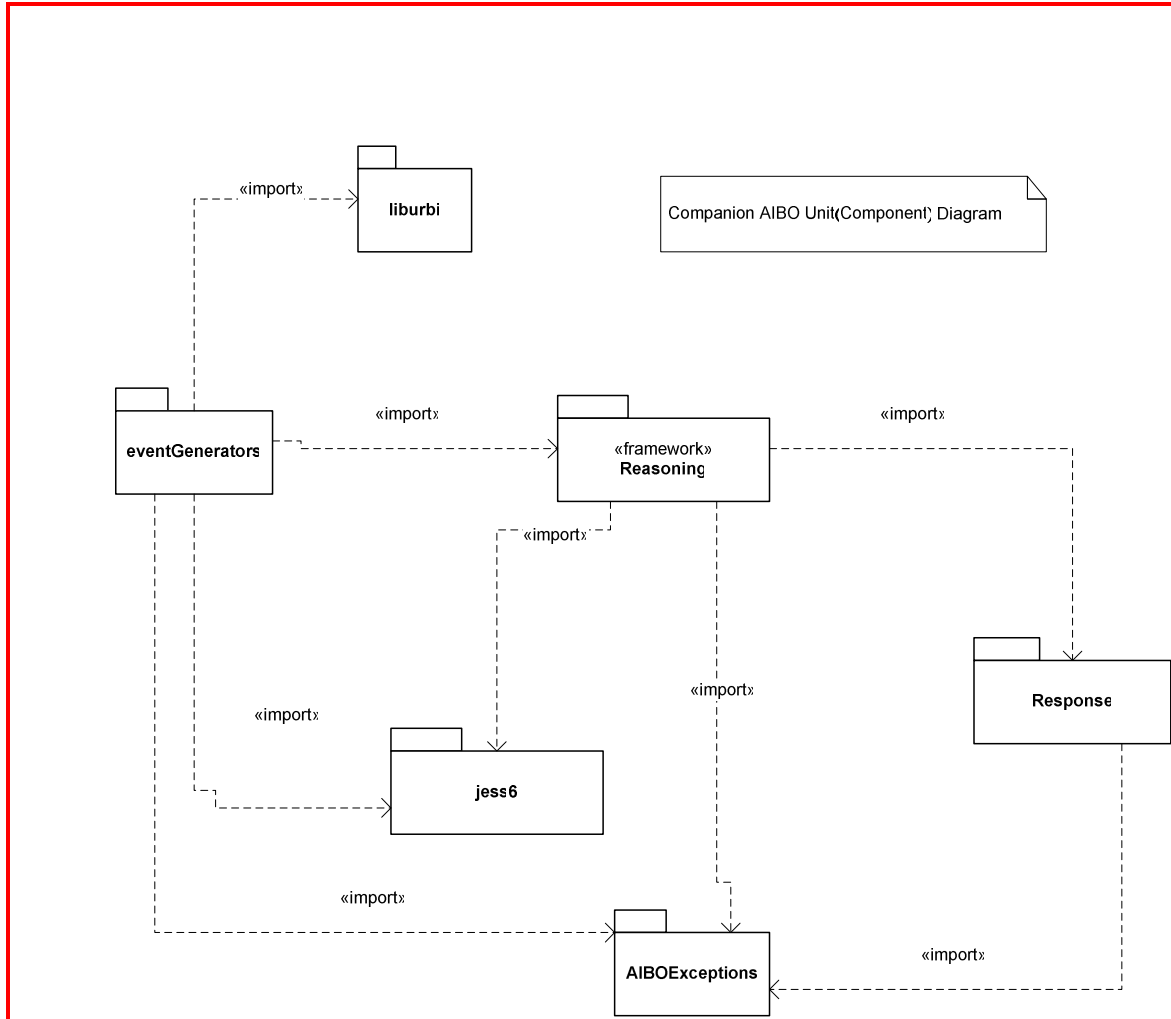 «import»
liburbi
Companion AIBO Unit(Component) Diagram
«import»
«import»
eventGenerators
«framework»
Reasoning
«import»
«import»
Response
«import»
jess6
«import»
«import»
AIBOExceptions